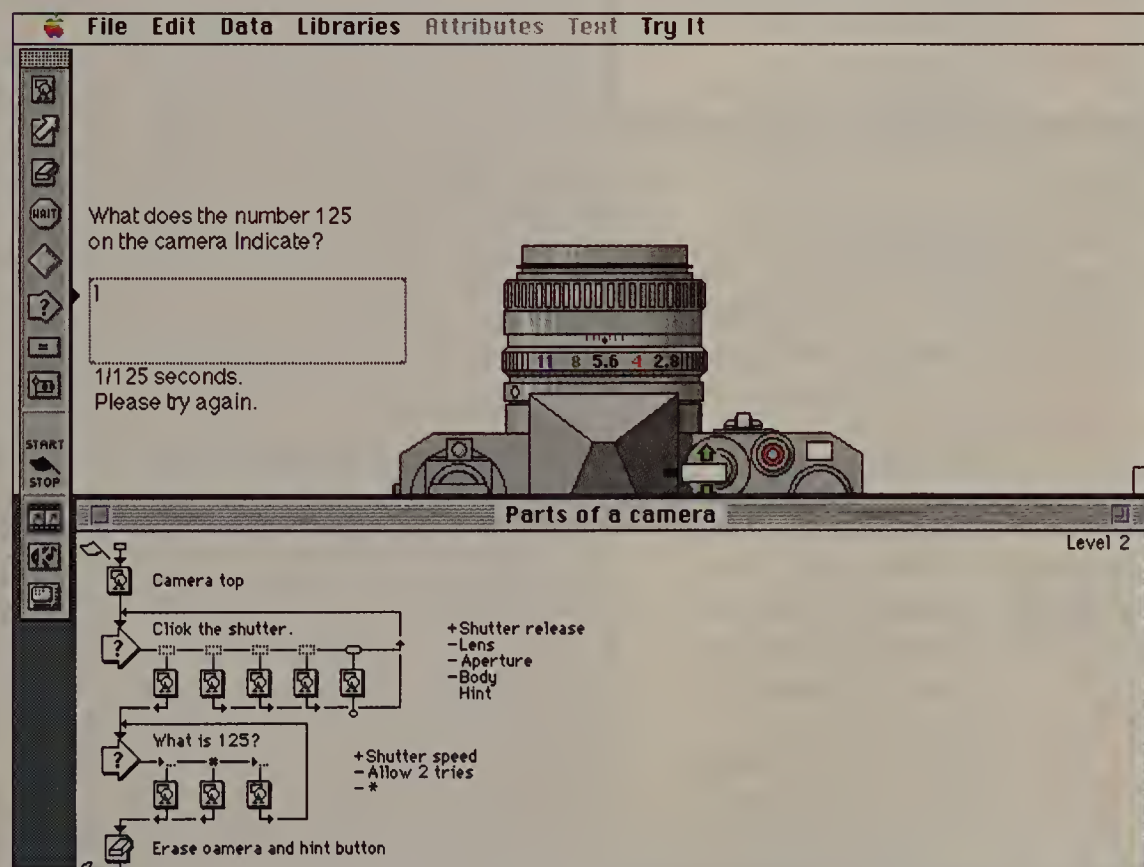 File Edit Data Libraries Attributes Text Try It
WAIT
START
STOP
What does the number 125
on the camera Indicate?
1/125 seconds.
Please try again.
11 8 5.6 4 2.8
Parts of a camera
Level 2
Camera top
Click the shutter.
+Shutter release
-Lens
-Aperture
-Body
Hint
What is 125?
+Shutter speed
-Allow 2 tries
-*
Erase camera and hint button